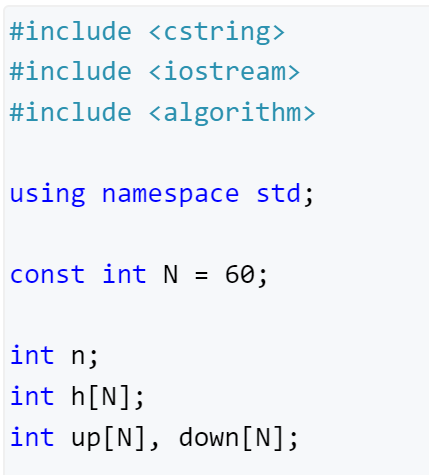 #include <cstring>
#include <iostream>
#include <algorithm>
using namespace std;
const int N = 60;
int n;
int h[N];
int up[N], down[N];